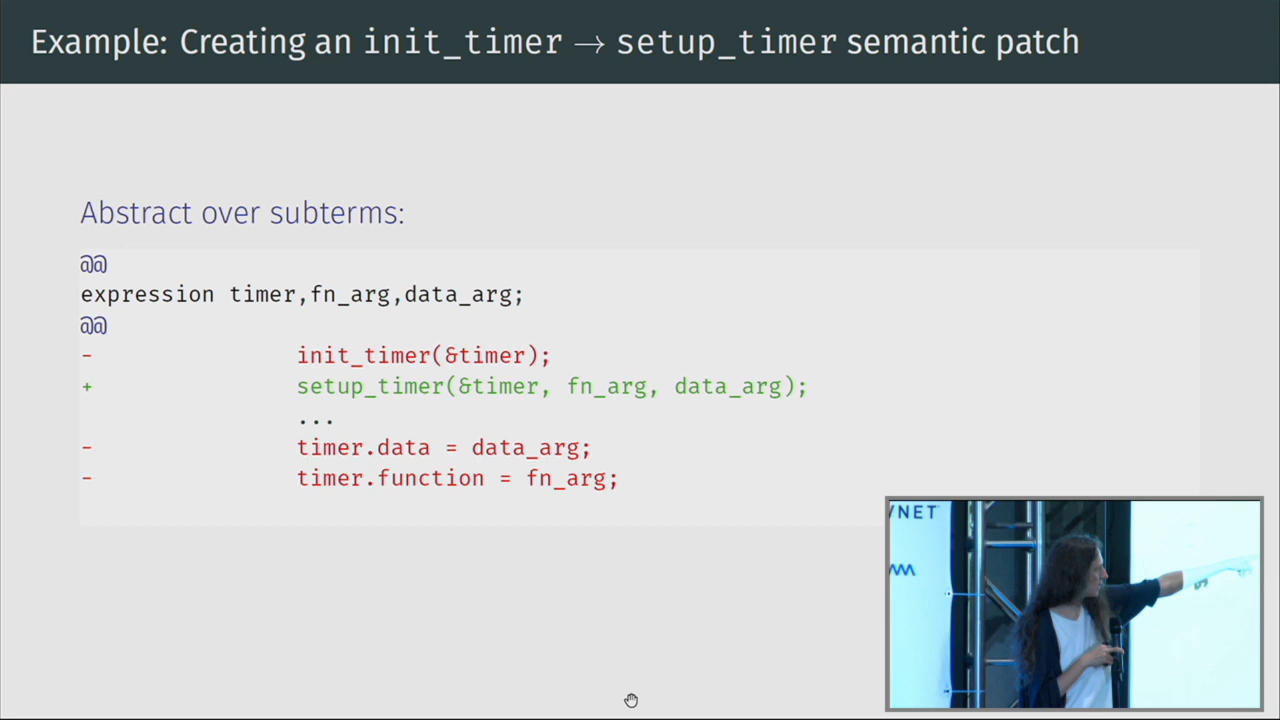 Example: Creating an init_timer → setup_timer semantic patch
Abstract over subterms:
@@
expression timer,fn_arg,data_arg;
@@
- init_timer(&timer);
+ setup_timer(&timer, fn_arg, data_arg);
...
- timer.data = data_arg;
- timer.function = fn_arg;